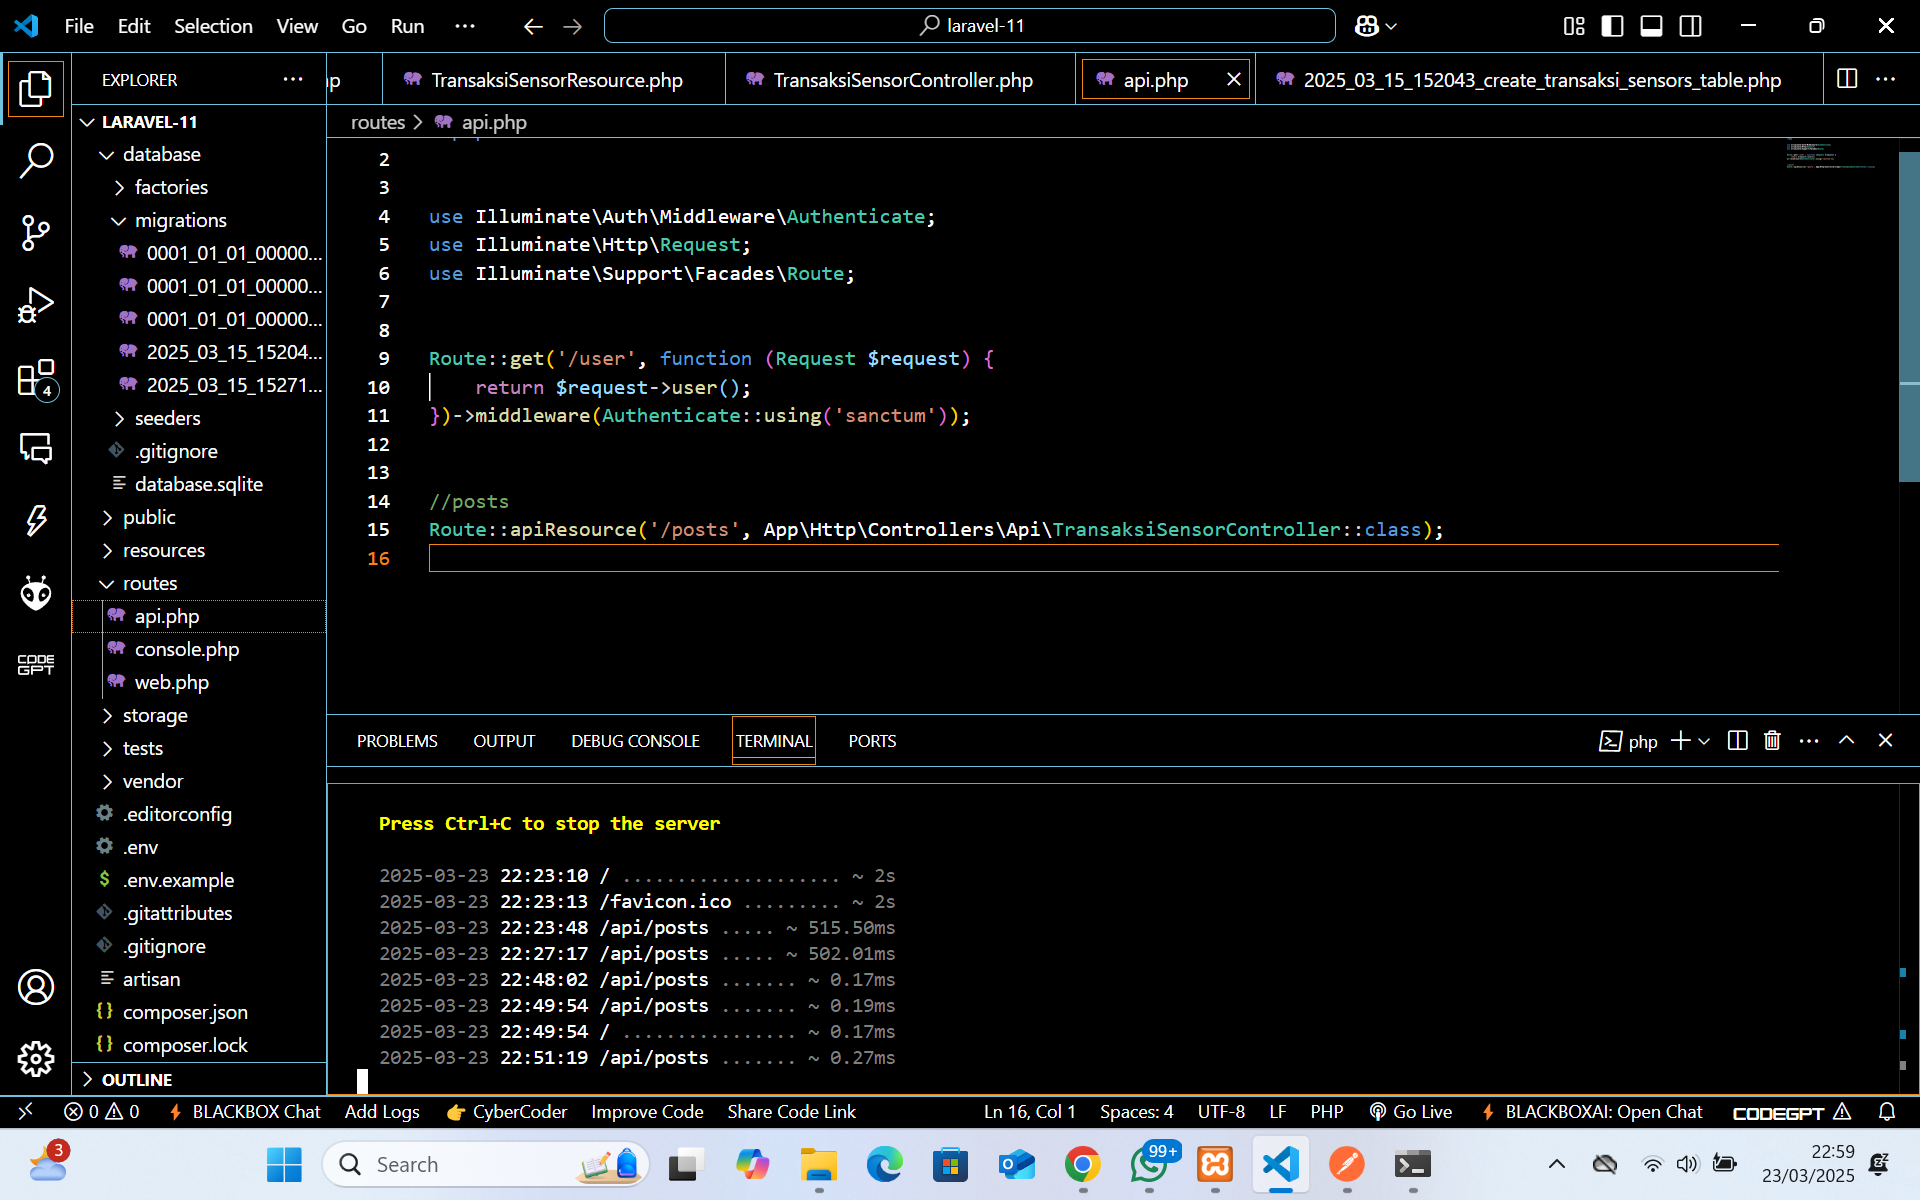 File Edit Selection View Go Run ··· laravel-11
EXPLORER
TransaksiSensorResource.php
TransaksiSensorController.php
api.php
2025_03_15_152043_create_transaksi_sensors_table.php
routes > api.php
LARAVEL-11
database
factories
migrations
0001_01_01_00000...
0001_01_01_00000...
0001_01_01_00000...
2025_03_15_15204...
2025_03_15_15271...
seeders
.gitignore
database.sqlite
public
resources
routes
api.php
console.php
web.php
storage
tests
vendor
.editorconfig
.env
.env.example
.gitattributes
.gitignore
artisan
composer.json
composer.lock
OUTLINE
4
CODE GPT
2
3
4 use Illuminate\Auth\Middleware\Authenticate;
5 use Illuminate\Http\Request;
6 use Illuminate\Support\Facades\Route;
7
8
9 Route::get('/user', function (Request $request) {
10 return $request->user();
11 })->middleware(Authenticate::using('sanctum'));
12
13
14 //posts
15 Route::apiResource('/posts', App\Http\Controllers\Api\TransaksiSensorController::class);
16
PROBLEMS OUTPUT DEBUG CONSOLE TERMINAL PORTS php
Press Ctrl+C to stop the server
2025-03-23 22:23:10 / .................... ~ 2s
2025-03-23 22:23:13 /favicon.ico ......... ~ 2s
2025-03-23 22:23:48 /api/posts ..... ~ 515.50ms
2025-03-23 22:27:17 /api/posts ..... ~ 502.01ms
2025-03-23 22:48:02 /api/posts ....... ~ 0.17ms
2025-03-23 22:49:54 /api/posts ....... ~ 0.19ms
2025-03-23 22:49:54 / ................ ~ 0.17ms
2025-03-23 22:51:19 /api/posts ....... ~ 0.27ms
0 0 BLACKBOX Chat Add Logs CyberCoder Improve Code Share Code Link Ln 16, Col 1 Spaces: 4 UTF-8 LF PHP Go Live BLACKBOXAI: Open Chat CODEGPT
3
Search
99+
22:59
23/03/2025